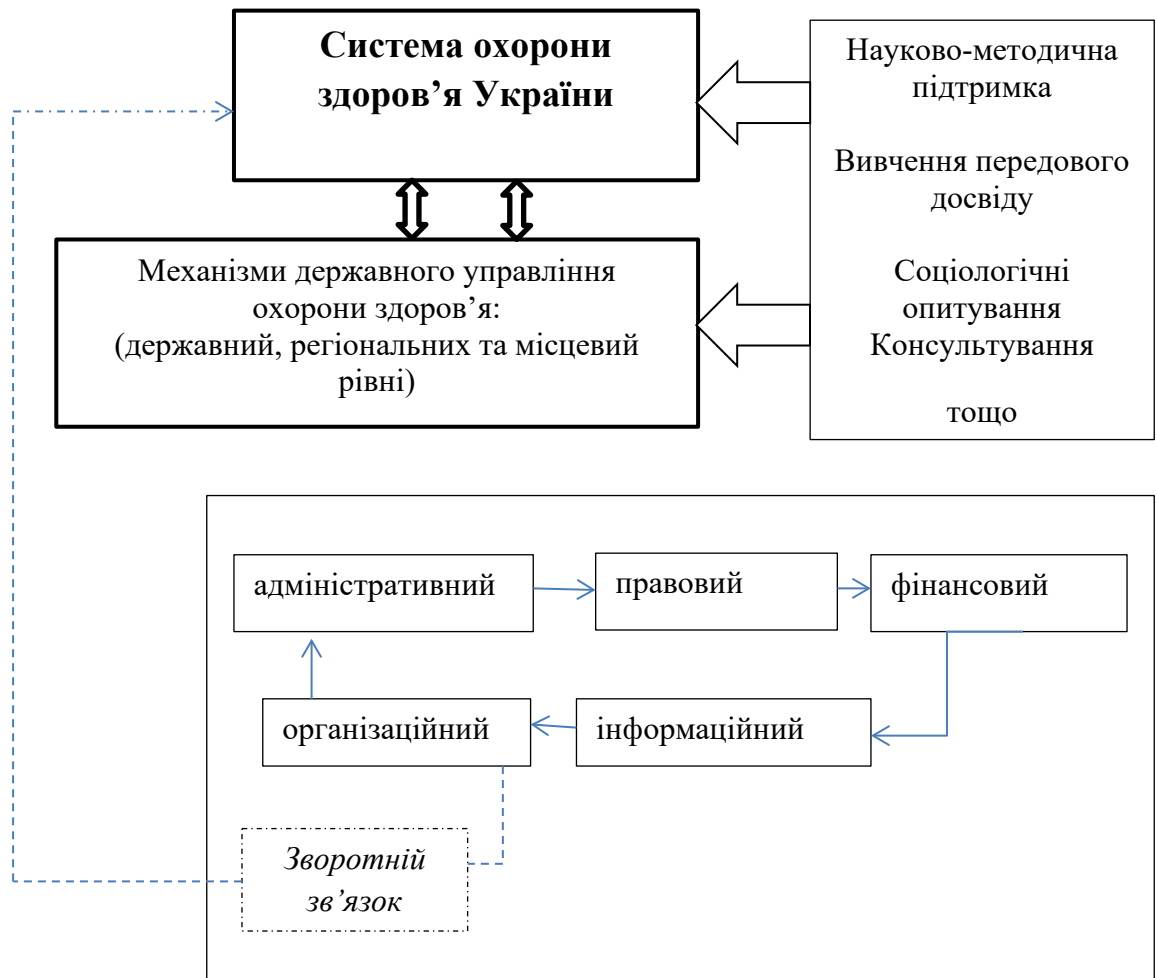 Система охорони
здоров’я України
Науково-методична
підтримка
Вивчення передового
досвіду
Соціологічні
опитування
Консультування
тощо
Механізми державного управління
охорони здоров’я:
(державний, регіональних та місцевий
рівні)
адміністративний
правовий
фінансовий
організаційний
інформаційний
Зворотній
зв’язок